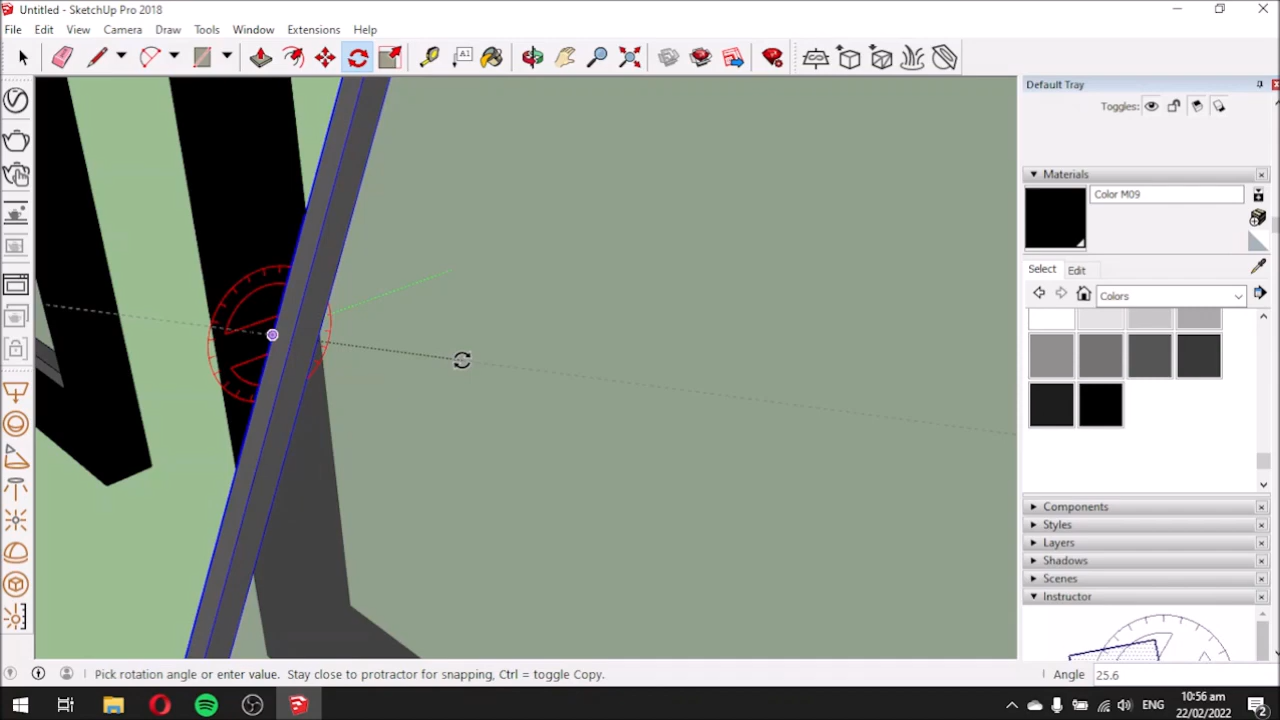 Untitled - SketchUp Pro 2018
File Edit View Camera Draw Tools Window Extensions Help
A1
Default Tray
Toggles:
Materials
Color M09
Select Edit
Colors
Components
Styles
Layers
Shadows
Scenes
Instructor
Pick rotation angle or enter value. Stay close to protractor for snapping, Ctrl = toggle Copy.
Angle 25.6
ENG
10:56 am
22/02/2022
2